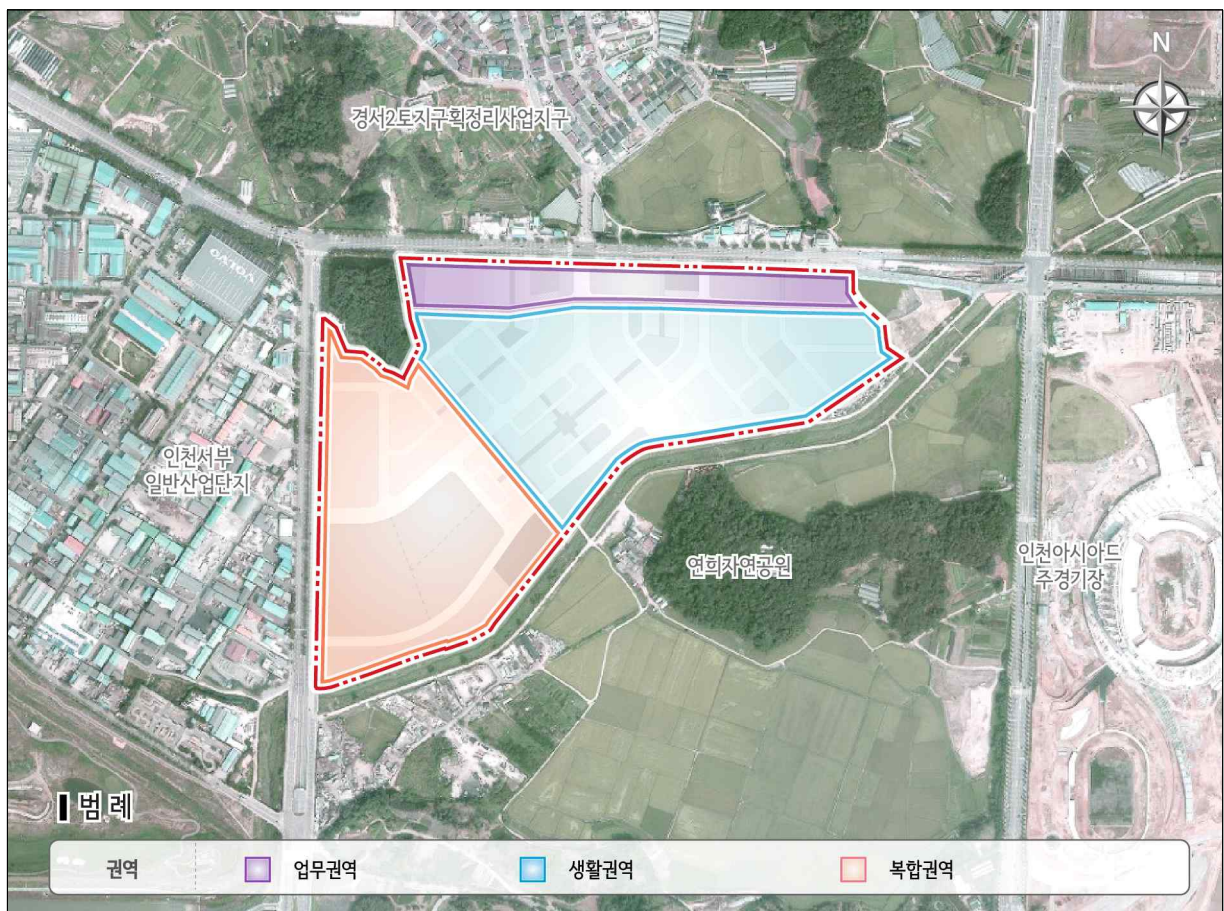 N
경서2토지구획정리사업지구
VOLVO
인천서부
일반산업단지
연희자연공원
인천아시아드
주경기장
범 례
권역
업무권역
생활권역
복합권역